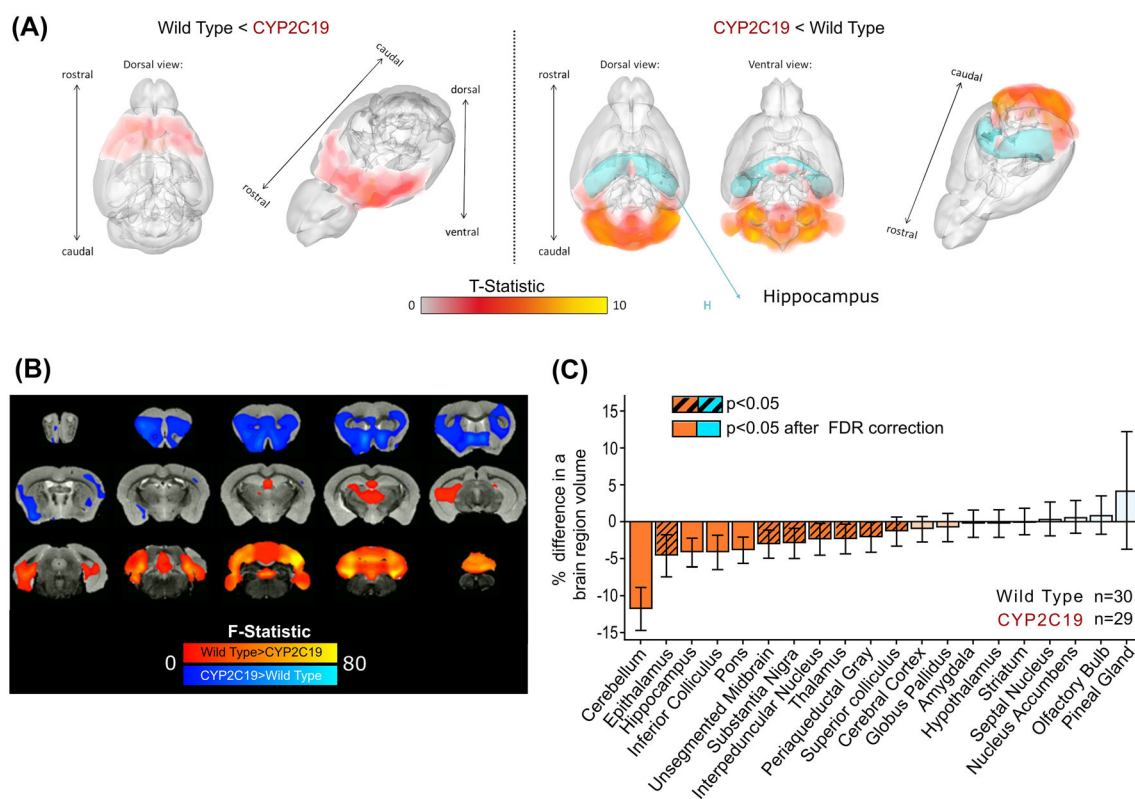 (A)
Wild Type < CYP2C19
CYP2C19 < Wild Type
rostral
Dorsal view:
caudal
caudal
rostral
dorsal
ventral
rostral
Dorsal view:
Ventral view:
caudal
caudal
rostral
T-Statistic
0
10
H
Hippocampus
(B)
F-Statistic
0
Wild Type>CYP2C19
CYP2C19>Wild Type
80
(C)
p<0.05
p<0.05 after FDR correction
% difference in a
brain region volume
15
10
5
0
-5
-10
-15
Wild Type n=30
CYP2C19 n=29
Cerebellum
Epithalamus
Hippocampus
Inferior Colliculus
Pons
Unsegmented Midbrain
Substantia Nigra
Interpeduncular Nucleus
Thalamus
Periaqueductal Gray
Superior colliculus
Cerebral Cortex
Globus Pallidus
Amygdala
Hypothalamus
Striatum
Septal Nucleus
Nucleus Accumbens
Olfactory Bulb
Pineal Gland